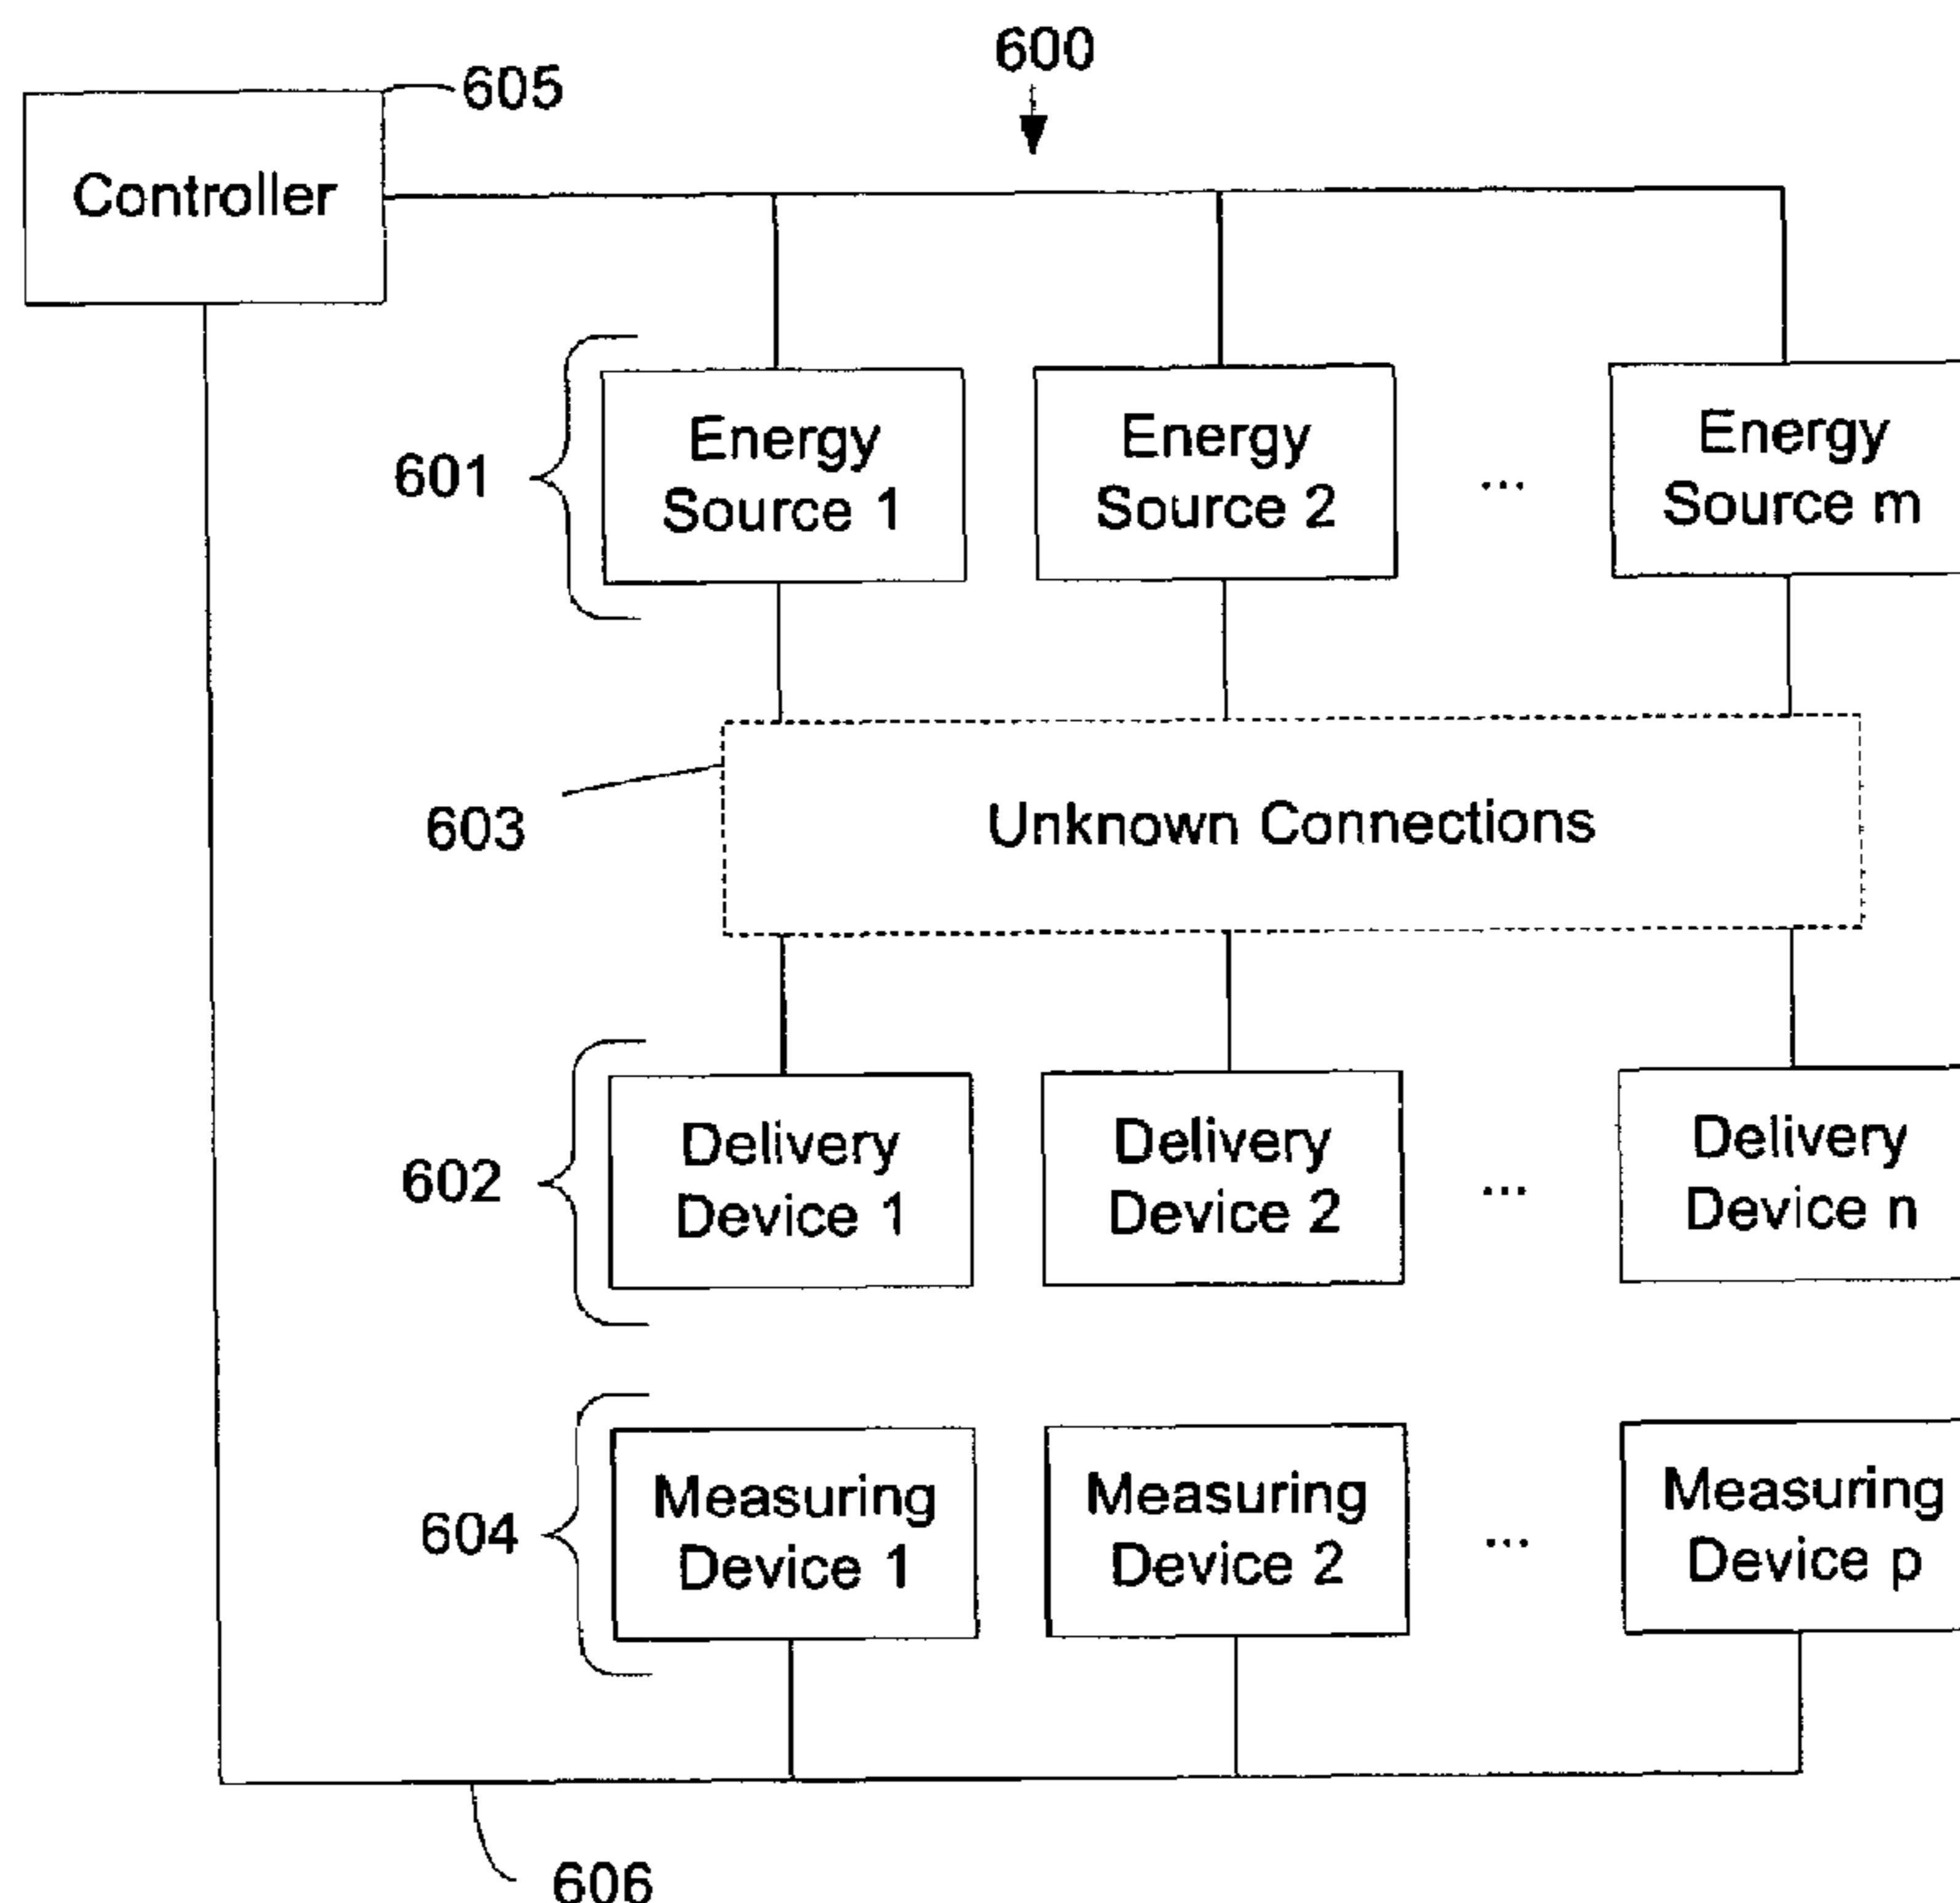 600
605
Controller
601
Energy
Source 1
Energy
Source 2
...
Energy
Source m
603
Unknown Connections
602
Delivery
Device 1
Delivery
Device 2
...
Delivery
Device n
604
Measuring
Device 1
Measuring
Device 2
...
Measuring
Device p
606